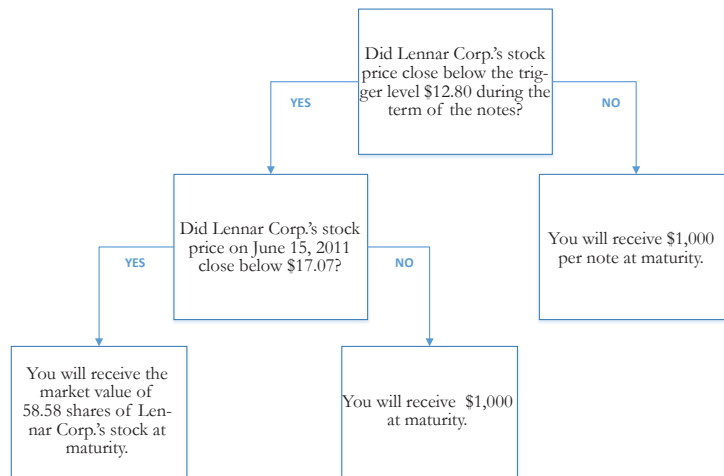 Did Lennar Corp.'s stock
price close below the trig-
ger level $12.80 during the
term of the notes?
YES
NO
Did Lennar Corp.'s stock
price on June 15, 2011
close below $17.07?
You will receive $1,000
per note at maturity.
YES
NO
You will receive the
market value of
58.58 shares of Len-
nar Corp.'s stock at
maturity.
You will receive $1,000
at maturity.